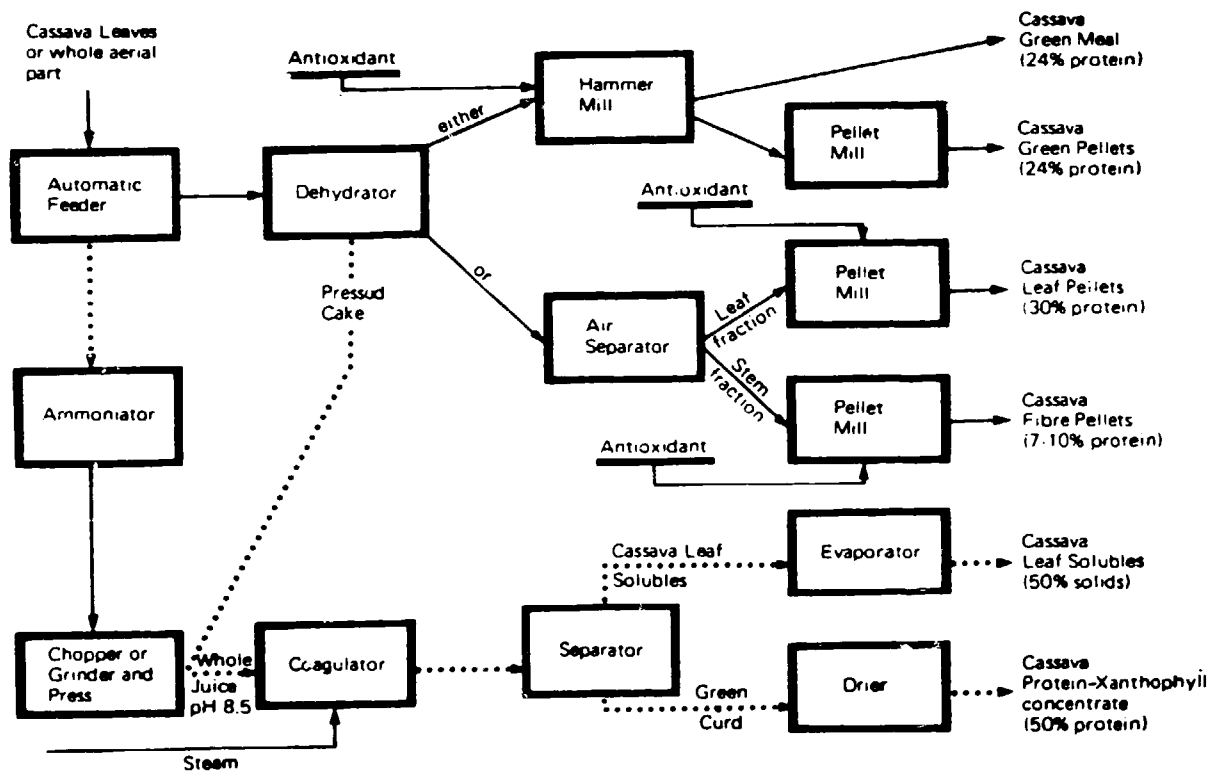 Cassava Leaves
or whole aerial
part
Antioxidant
Hammer
Mill
Cassava
Green Meal
(24% protein)
either
Pellet
Mill
Cassava
Green Pellets
(24% protein)
Automatic
Feeder
Dehydrator
Antioxidant
or
Pellet
Mill
Cassava
Leaf Pellets
(30% protein)
Pressud
Cake
Air
Separator
Leaf
fraction
Stem
fraction
Ammoniator
Pellet
Mill
Cassava
Fibre Pellets
(7-10% protein)
Antioxidant
Cassava Leaf
Solubles
Evaporator
Cassava
Leaf Solubles
(50% solids)
Chopper or
Grinder and
Press
Whole
Juice
pH 8.5
Coagulator
Separator
Green
Curd
Drier
Cassava
Protein-Xanthophyll
concentrate
(50% protein)
Steam